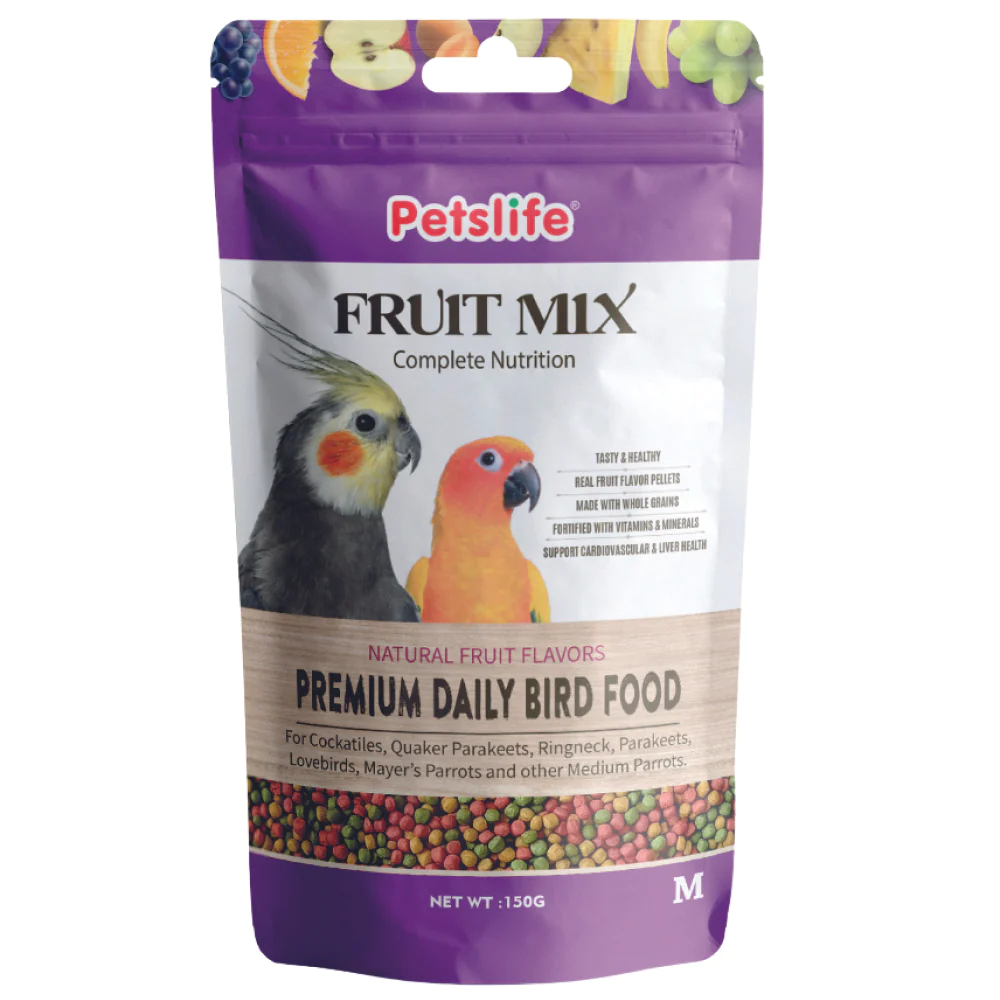 Petslife®
FRUIT MIX
Complete Nutrition
TASTY & HEALTHY
REAL FRUIT FLAVOR PELLETS
MADE WITH WHOLE GRAINS
FORTIFIED WITH VITAMINS & MINERALS
SUPPORT CARDIOVASCULAR & LIVER HEALTH
NATURAL FRUIT FLAVORS
PREMIUM DAILY BIRD FOOD
For Cockatiles, Quaker Parakeets, Ringneck, Parakeets,
Lovebirds, Mayer's Parrots and other Medium Parrots.
NET WT :150G
M